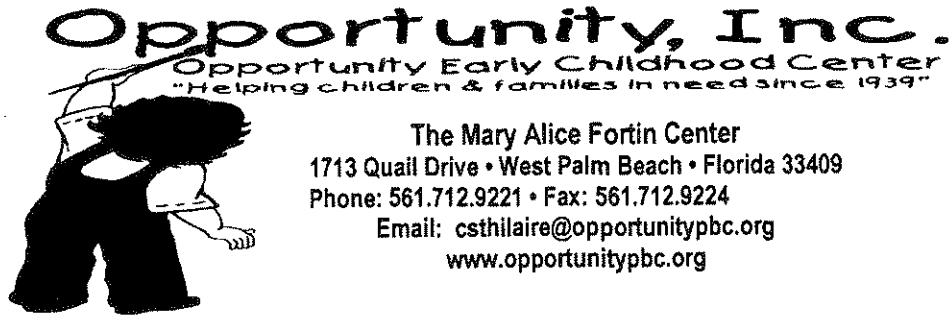 Opportunity, Inc.
Opportunity Early Childhood Center
"Helping children & families in need since 1939"
The Mary Alice Fortin Center
1713 Quail Drive • West Palm Beach • Florida 33409
Phone: 561.712.9221 • Fax: 561.712.9224
Email: csthilaire@opportunitypbc.org
www.opportunitypbc.org